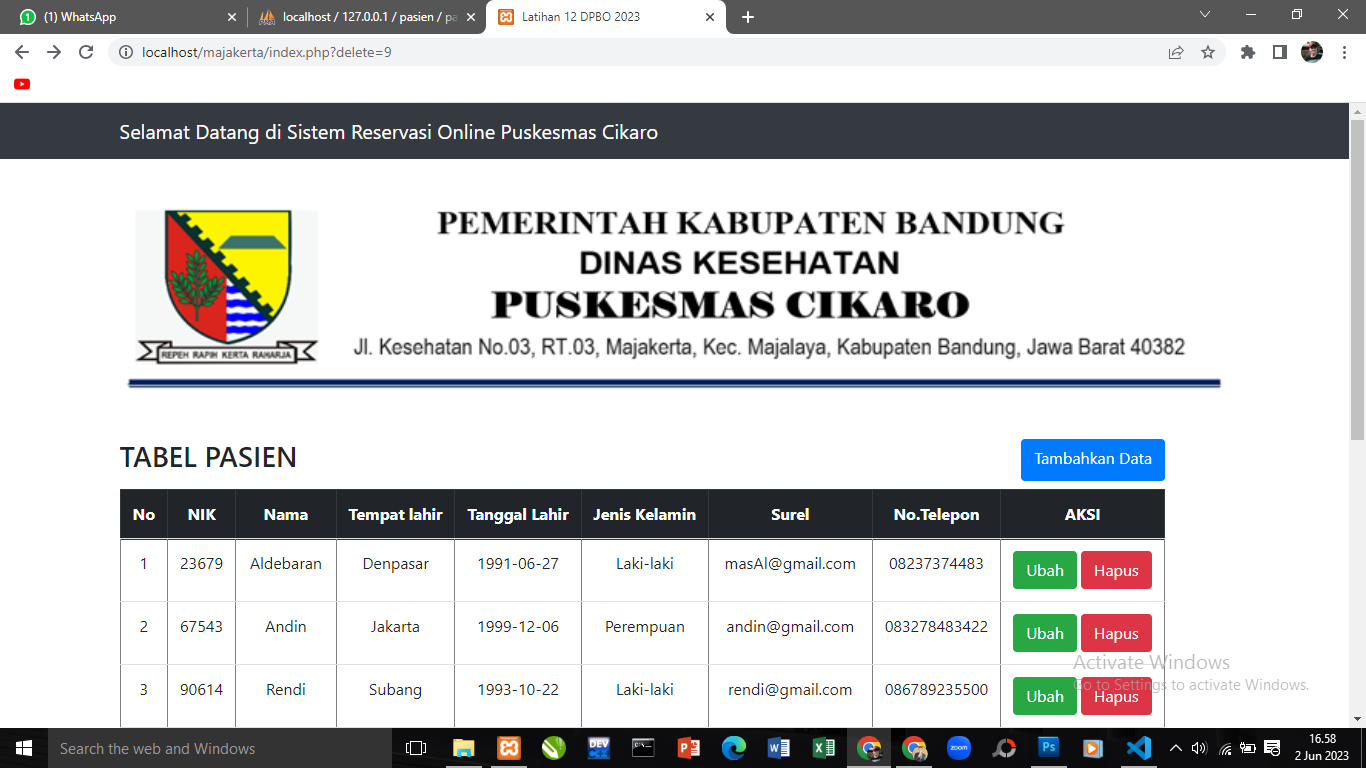 (1) WhatsApp
localhost / 127.0.0.1 / pasien / pa
Latihan 12 DPBO 2023
localhost/majakerta/index.php?delete=9
Selamat Datang di Sistem Reservasi Online Puskesmas Cikaro
PEMERINTAH KABUPATEN BANDUNG
DINAS KESEHATAN
PUSKESMAS CIKARO
Jl. Kesehatan No.03, RT.03, Majakerta, Kec. Majalaya, Kabupaten Bandung, Jawa Barat 40382
REPEH RAPIH KERTA RAHARJA
TABEL PASIEN
Tambahkan Data
No NIK Nama Tempat lahir Tanggal Lahir Jenis Kelamin Surel No.Telepon AKSI
1 23679 Aldebaran Denpasar 1991-06-27 Laki-laki masAl@gmail.com 08237374483 Ubah Hapus
2 67543 Andin Jakarta 1999-12-06 Perempuan andin@gmail.com 083278483422 Ubah Hapus
3 90614 Rendi Subang 1993-10-22 Laki-laki rendi@gmail.com 086789235500 Ubah Hapus
Activate Windows
Go to Settings to activate Windows.
Search the web and Windows
DEV
zoom
Ps
16.58
2 Jun 2023